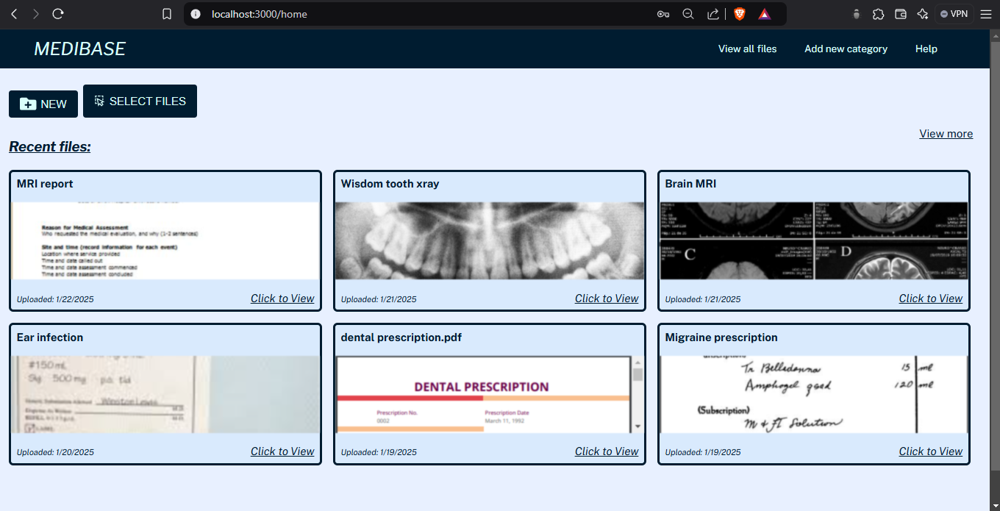 localhost:3000/home
VPN
MEDIBASE
View all files
Add new category
Help
NEW
SELECT FILES
View more
Recent files:
MRI report
Reason for Medical Assessment
Who requested the medical evaluation, and why (1-2 sentences)
Site and time (record information for each event)
Location where service provided
Time and date called out
Time and date assessment commenced
Time and date assessment concluded
Uploaded: 1/22/2025
Click to View
Wisdom tooth xray
Uploaded: 1/21/2025
Click to View
Brain MRI
C
D
Uploaded: 1/21/2025
Click to View
Ear infection
#150 mL
Sig 500mg p.o. tid
Uploaded: 1/20/2025
Click to View
dental prescription.pdf
DENTAL PRESCRIPTION
Prescription No.
0002
Prescription Date
March 11, 1992
Uploaded: 1/19/2025
Click to View
Migraine prescription
Tr Belladonna 15 ml
Amphogel qsad 120 ml
(Subscription)
M & Ft Solution
Uploaded: 1/19/2025
Click to View